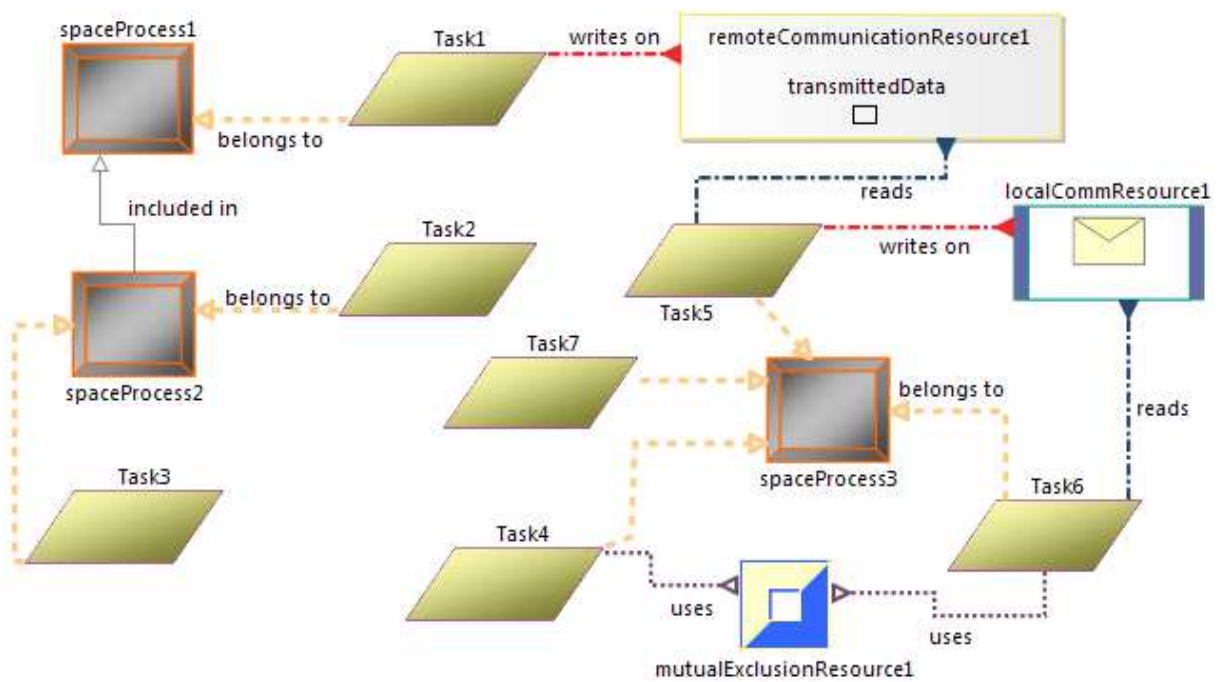 spaceProcess1
Task1
writes on
remoteCommunicationResource1
transmittedData
belongs to
reads
localCommResource1
included in
Task2
writes on
belongs to
Task5
Task7
spaceProcess2
belongs to
reads
Task3
spaceProcess3
Task6
Task4
uses
uses
mutualExclusionResource1